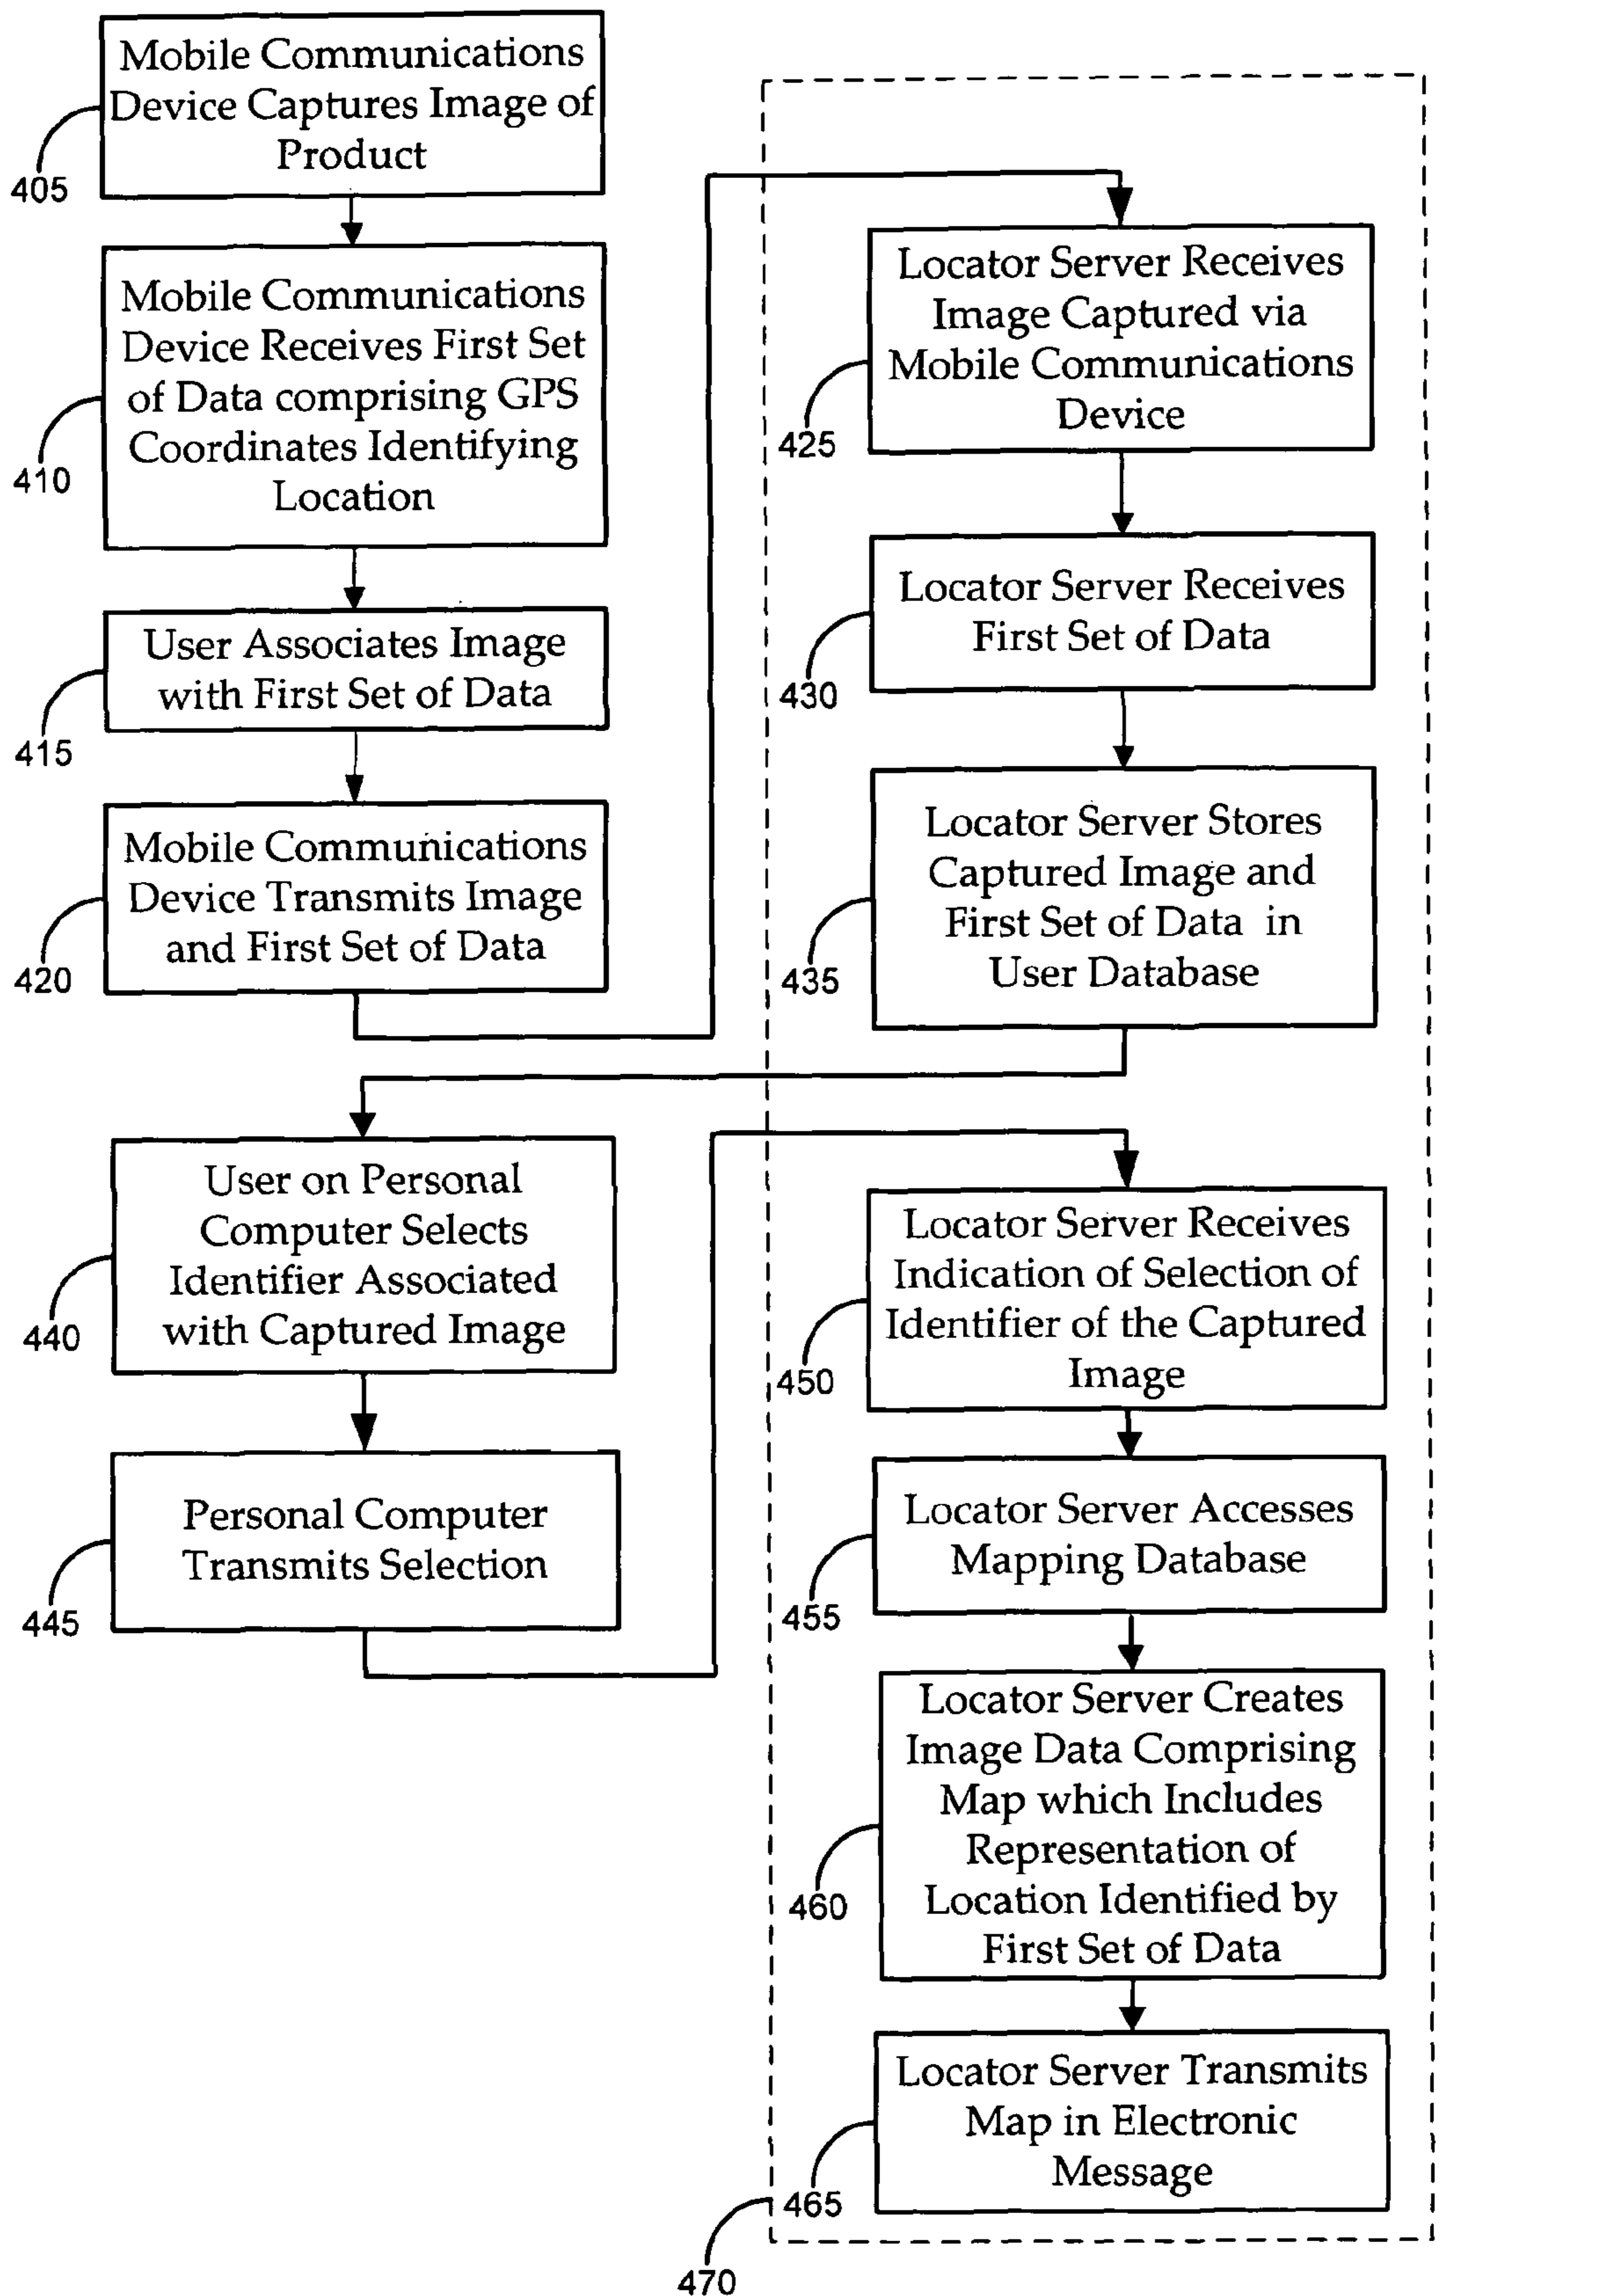 Mobile Communications
Device Captures Image of
Product
405
Mobile Communications
Device Receives First Set
of Data comprising GPS
Coordinates Identifying
Location
410
User Associates Image
with First Set of Data
415
Mobile Communications
Device Transmits Image
and First Set of Data
420
Locator Server Receives
Image Captured via
Mobile Communications
Device
425
Locator Server Receives
First Set of Data
430
Locator Server Stores
Captured Image and
First Set of Data in
User Database
435
User on Personal
Computer Selects
Identifier Associated
with Captured Image
440
Personal Computer
Transmits Selection
445
Locator Server Receives
Indication of Selection of
Identifier of the Captured
Image
450
Locator Server Accesses
Mapping Database
455
Locator Server Creates
Image Data Comprising
Map which Includes
Representation of
Location Identified by
First Set of Data
460
Locator Server Transmits
Map in Electronic
Message
465
470